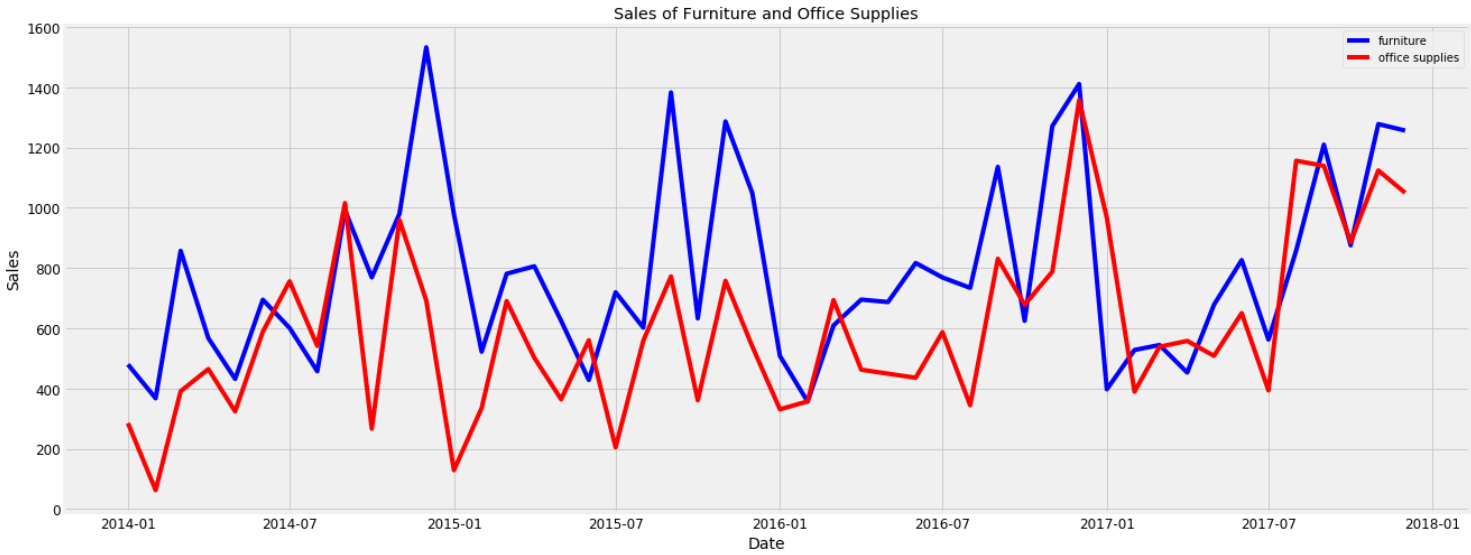 Sales of Furniture and Office Supplies
furniture
office supplies
1600
1400
1200
1000
800
600
400
200
0
Sales
2014-01 2014-07 2015-01 2015-07 2016-01 2016-07 2017-01 2017-07 2018-01
Date